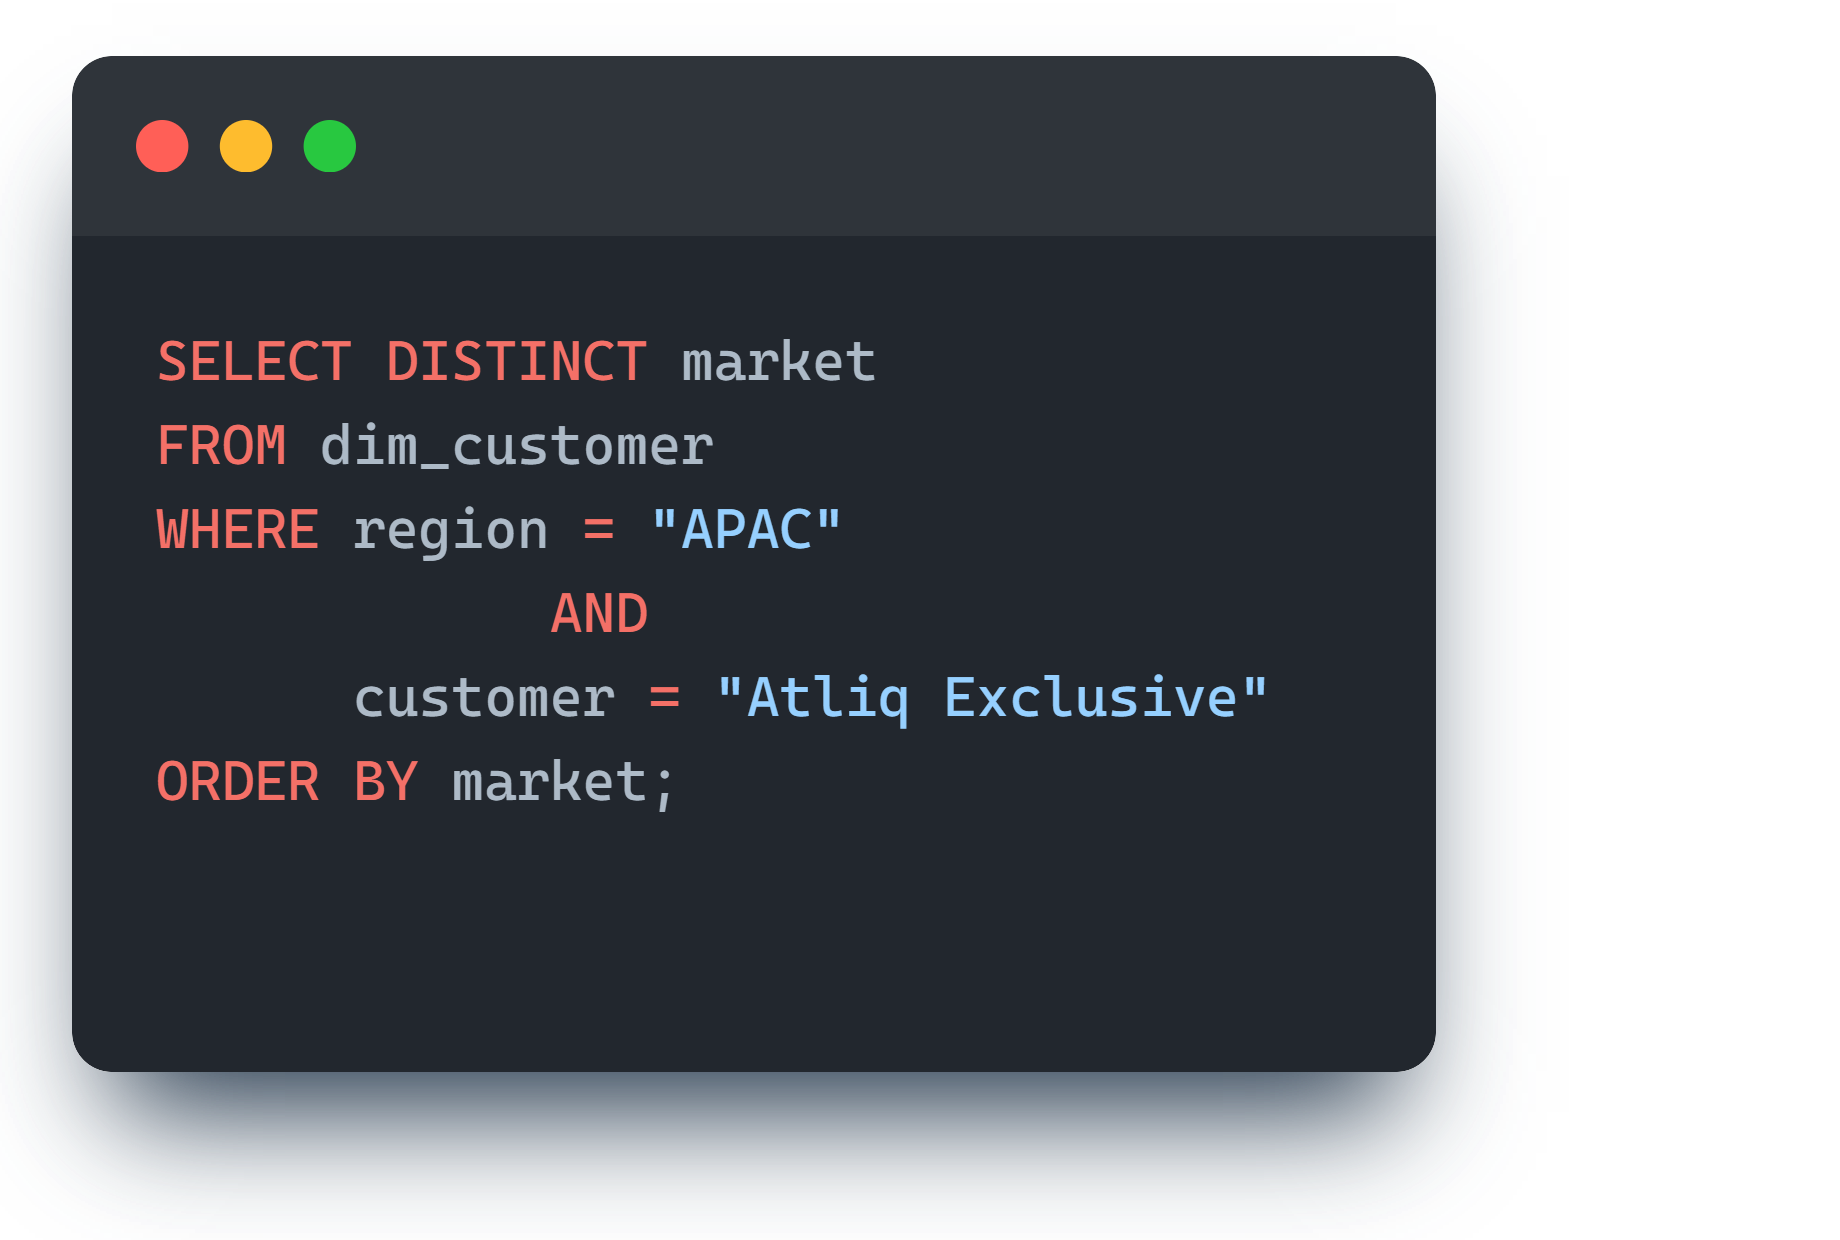 SELECT DISTINCT market
FROM dim_customer
WHERE region = "APAC"
AND
customer = "Atliq Exclusive"
ORDER BY market;